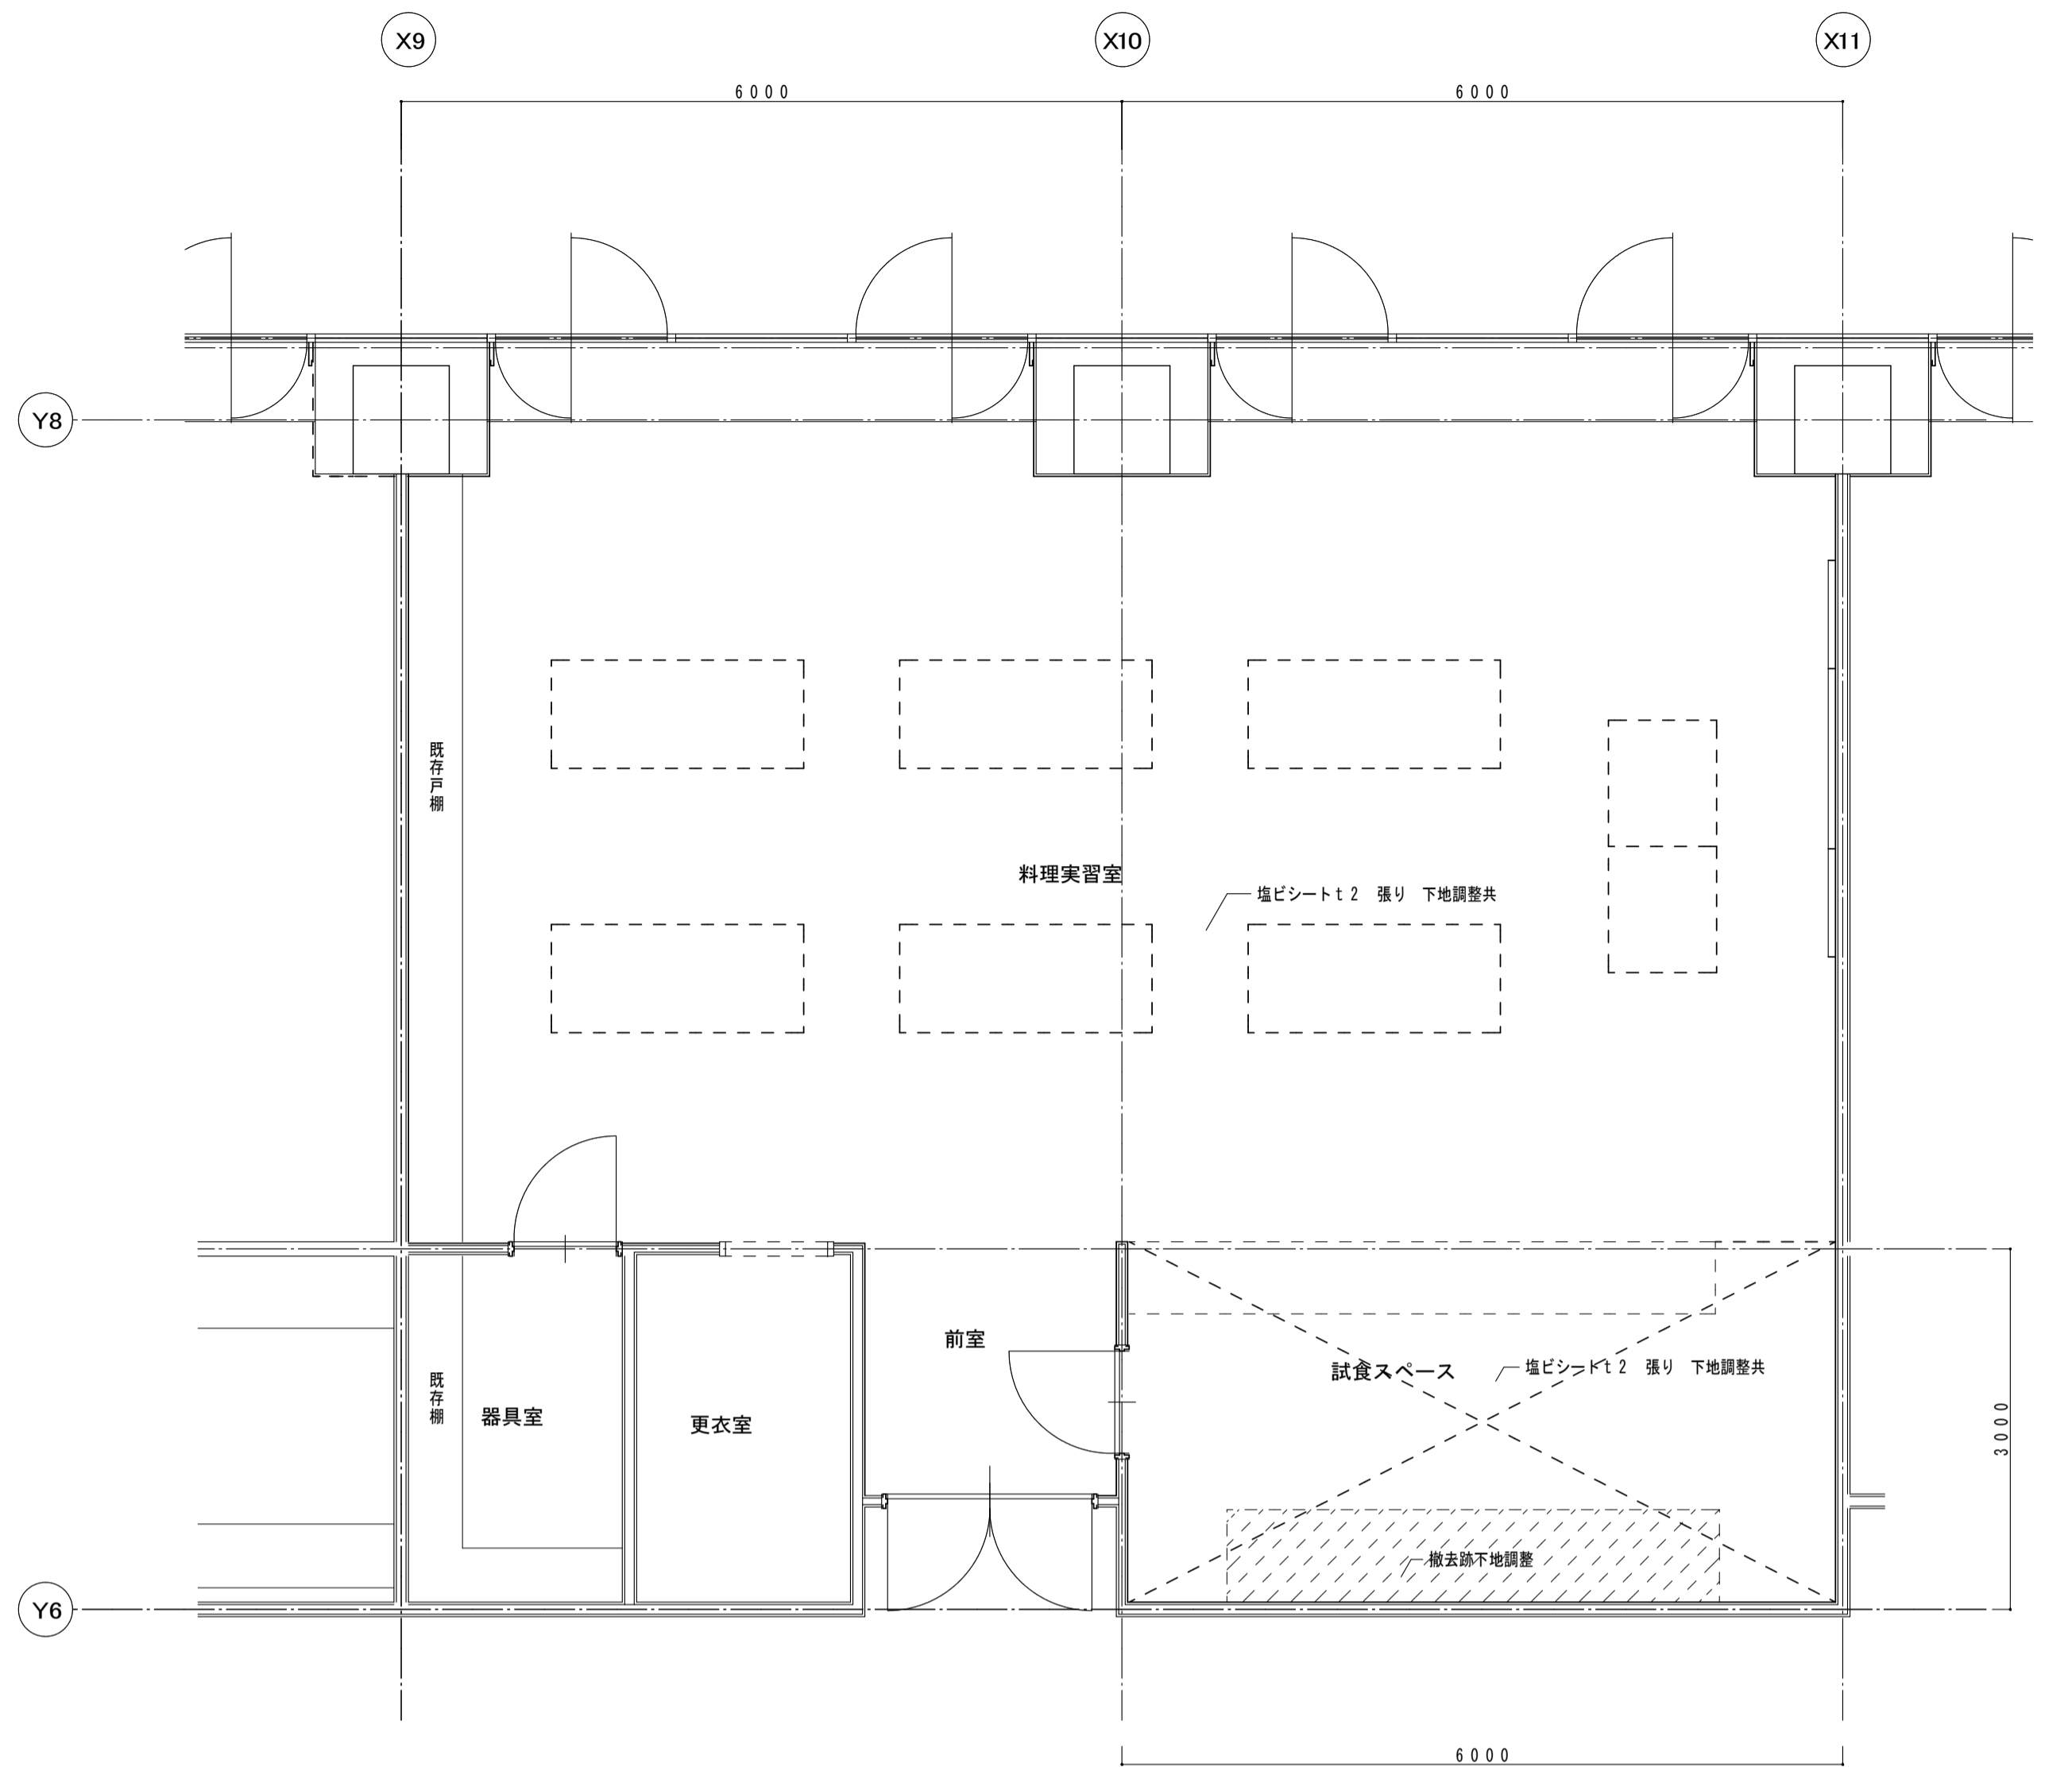 X9
X10
X11
6000
6000
Y8
既存戸棚
料理実習室
塩ビシートt2　張り　下地調整共
前室
試食スペース
塩ビシートt2　張り　下地調整共
既存棚
器具室
更衣室
3000
撤去跡下地調整
Y6
6000